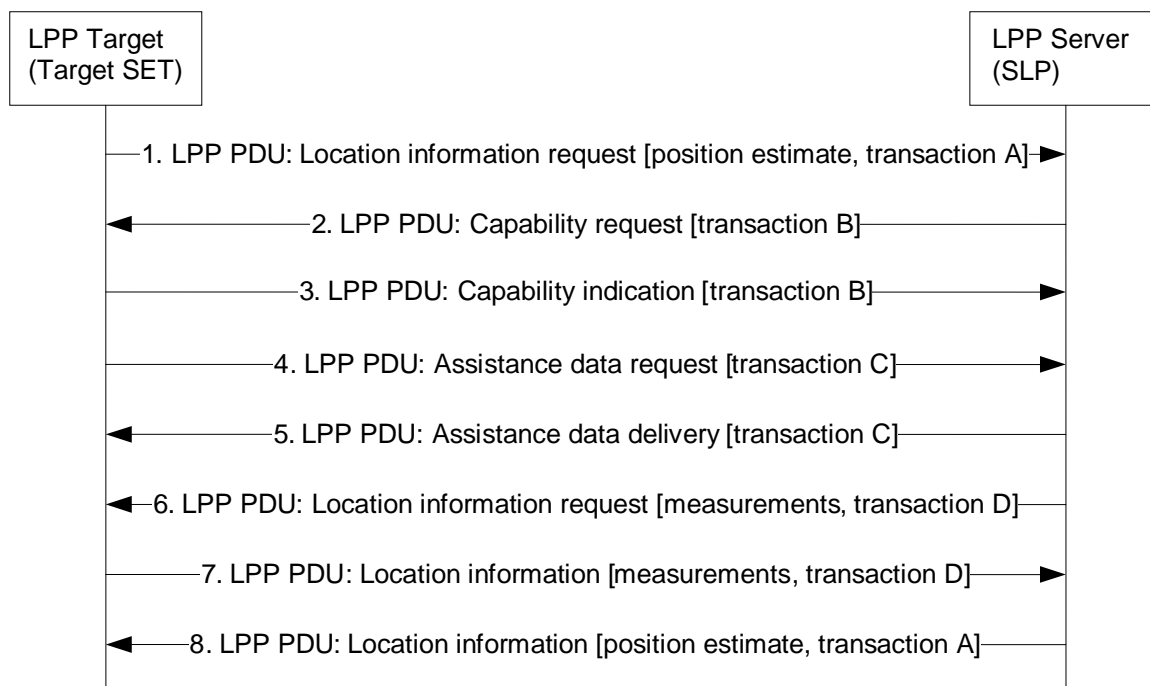 LPP Target
(Target SET)
LPP Server
(SLP)
1. LPP PDU: Location information request [position estimate, transaction A]
2. LPP PDU: Capability request [transaction B]
3. LPP PDU: Capability indication [transaction B]
4. LPP PDU: Assistance data request [transaction C]
5. LPP PDU: Assistance data delivery [transaction C]
6. LPP PDU: Location information request [measurements, transaction D]
7. LPP PDU: Location information [measurements, transaction D]
8. LPP PDU: Location information [position estimate, transaction A]